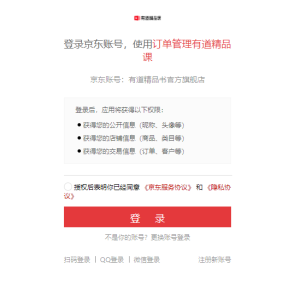 有道精品课
登录京东账号，使用订单管理有道精品
课
京东账号：有道精品书官方旗舰店
登录后，应用将获得以下权限：
● 获得您的公开信息（昵称、头像等）
● 获得您的店铺信息（商品、类目等）
● 获得您的交易信息（订单、客户等）
授权后表明你已经同意 《京东服务协议》 和 《隐私协
议》
登 录
不是你的账号？更换账号登录
扫码登录 | QQ登录 | 微信登录 注册新账号